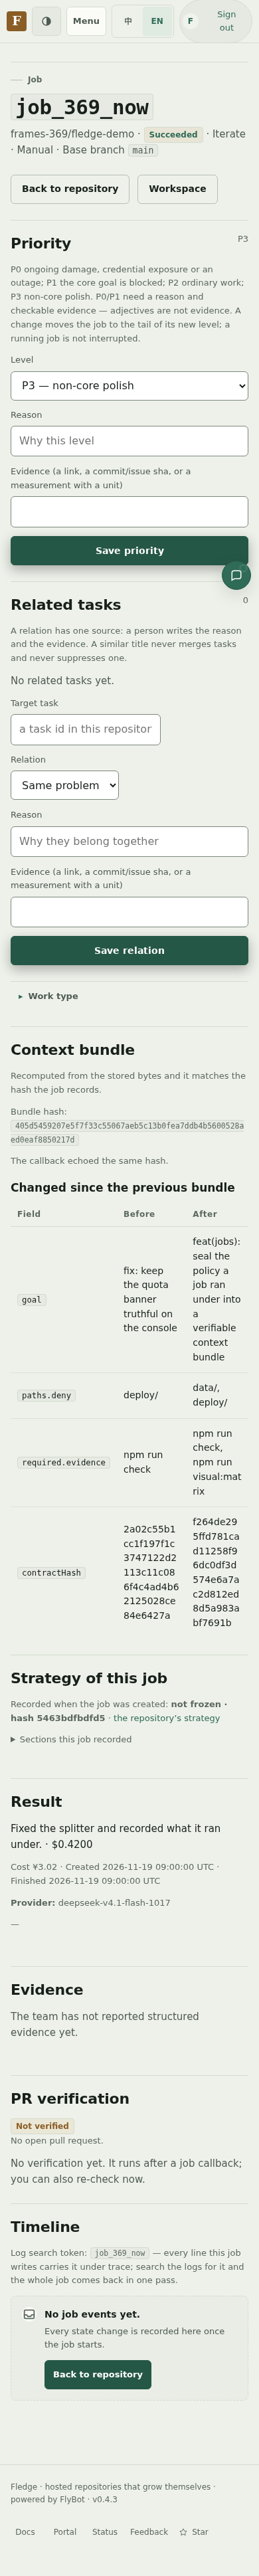 F
Menu
中
EN
F
Sign out
Job
job_369_now
frames-369/fledge-demo · Succeeded · Iterate
· Manual · Base branch main
Back to repository
Workspace
Priority
P3
P0 ongoing damage, credential exposure or an
outage; P1 the core goal is blocked; P2 ordinary work;
P3 non-core polish. P0/P1 need a reason and
checkable evidence — adjectives are not evidence. A
change moves the job to the tail of its new level; a
running job is not interrupted.
Level
P3 — non-core polish
Reason
Why this level
Evidence (a link, a commit/issue sha, or a
measurement with a unit)
Save priority
Related tasks
0
A relation has one source: a person writes the reason
and the evidence. A similar title never merges tasks
and never suppresses one.
No related tasks yet.
Target task
a task id in this repositor
Relation
Same problem
Reason
Why they belong together
Evidence (a link, a commit/issue sha, or a
measurement with a unit)
Save relation
▸ Work type
Context bundle
Recomputed from the stored bytes and it matches the
hash the job records.
Bundle hash:
405d5459207e5f7f33c55067aeb5c13b0fea7ddb4b5600528a
ed0eaf8850217d
The callback echoed the same hash.
Changed since the previous bundle
Field Before After
goal
fix: keep
the quota
banner
truthful on
the console
feat(jobs):
seal the
policy a
job ran
under into
a
verifiable
context
bundle
paths.deny
deploy/
data/,
deploy/
required.evidence
npm run
check
npm run
check,
npm run
visual:mat
rix
contractHash
2a02c55b1
cc1f197f1c
3747122d2
113c11c08
6f4c4ad4b6
2125028ce
84e6427a
f264de29
5ffd781ca
d11258f9
6dc0df3d
574e6a7a
c2d812ed
8d5a983a
bf7691b
Strategy of this job
Recorded when the job was created: not frozen ·
hash 5463bdfbdfd5 · the repository’s strategy
▸ Sections this job recorded
Result
Fixed the splitter and recorded what it ran
under. · $0.4200
Cost ¥3.02 · Created 2026-11-19 09:00:00 UTC ·
Finished 2026-11-19 09:00:00 UTC
Provider: deepseek-v4.1-flash-1017
—
Evidence
The team has not reported structured
evidence yet.
PR verification
Not verified
No open pull request.
No verification yet. It runs after a job callback;
you can also re-check now.
Timeline
Log search token: job_369_now — every line this job
writes carries it under trace; search the logs for it and
the whole job comes back in one pass.
No job events yet.
Every state change is recorded here once
the job starts.
Back to repository
Fledge · hosted repositories that grow themselves ·
powered by FlyBot · v0.4.3
Docs
Portal
Status
Feedback
Star